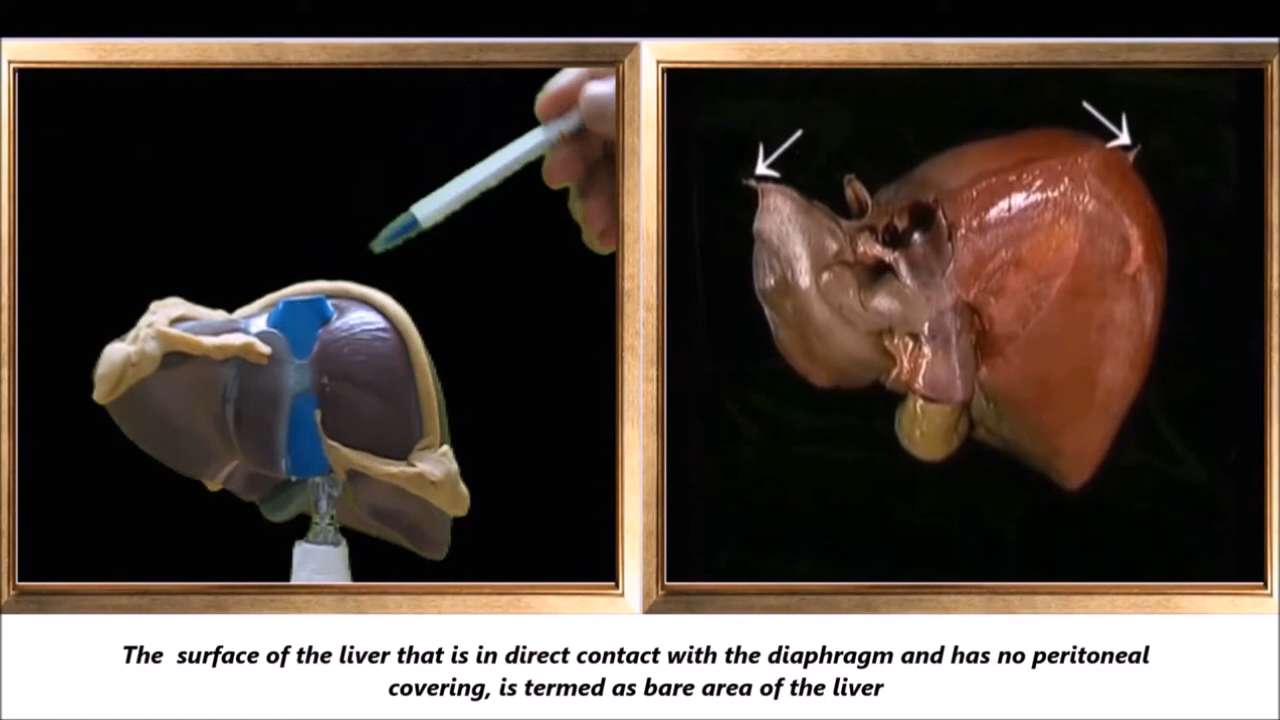 The  surface of the liver that is in direct contact with the diaphragm and has no peritoneal
covering, is termed as bare area of the liver